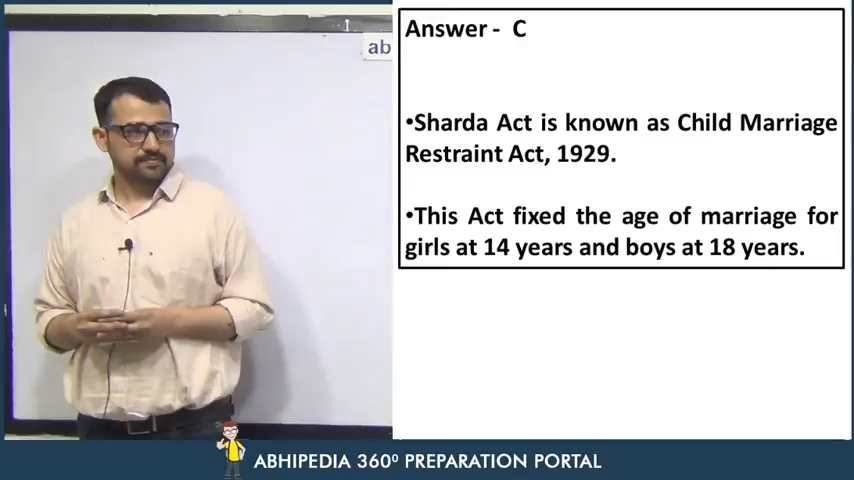 ab
Answer - C
•Sharda Act is known as Child Marriage
Restraint Act, 1929.
•This Act fixed the age of marriage for
girls at 14 years and boys at 18 years.
ABHIPEDIA 360⁰ PREPARATION PORTAL